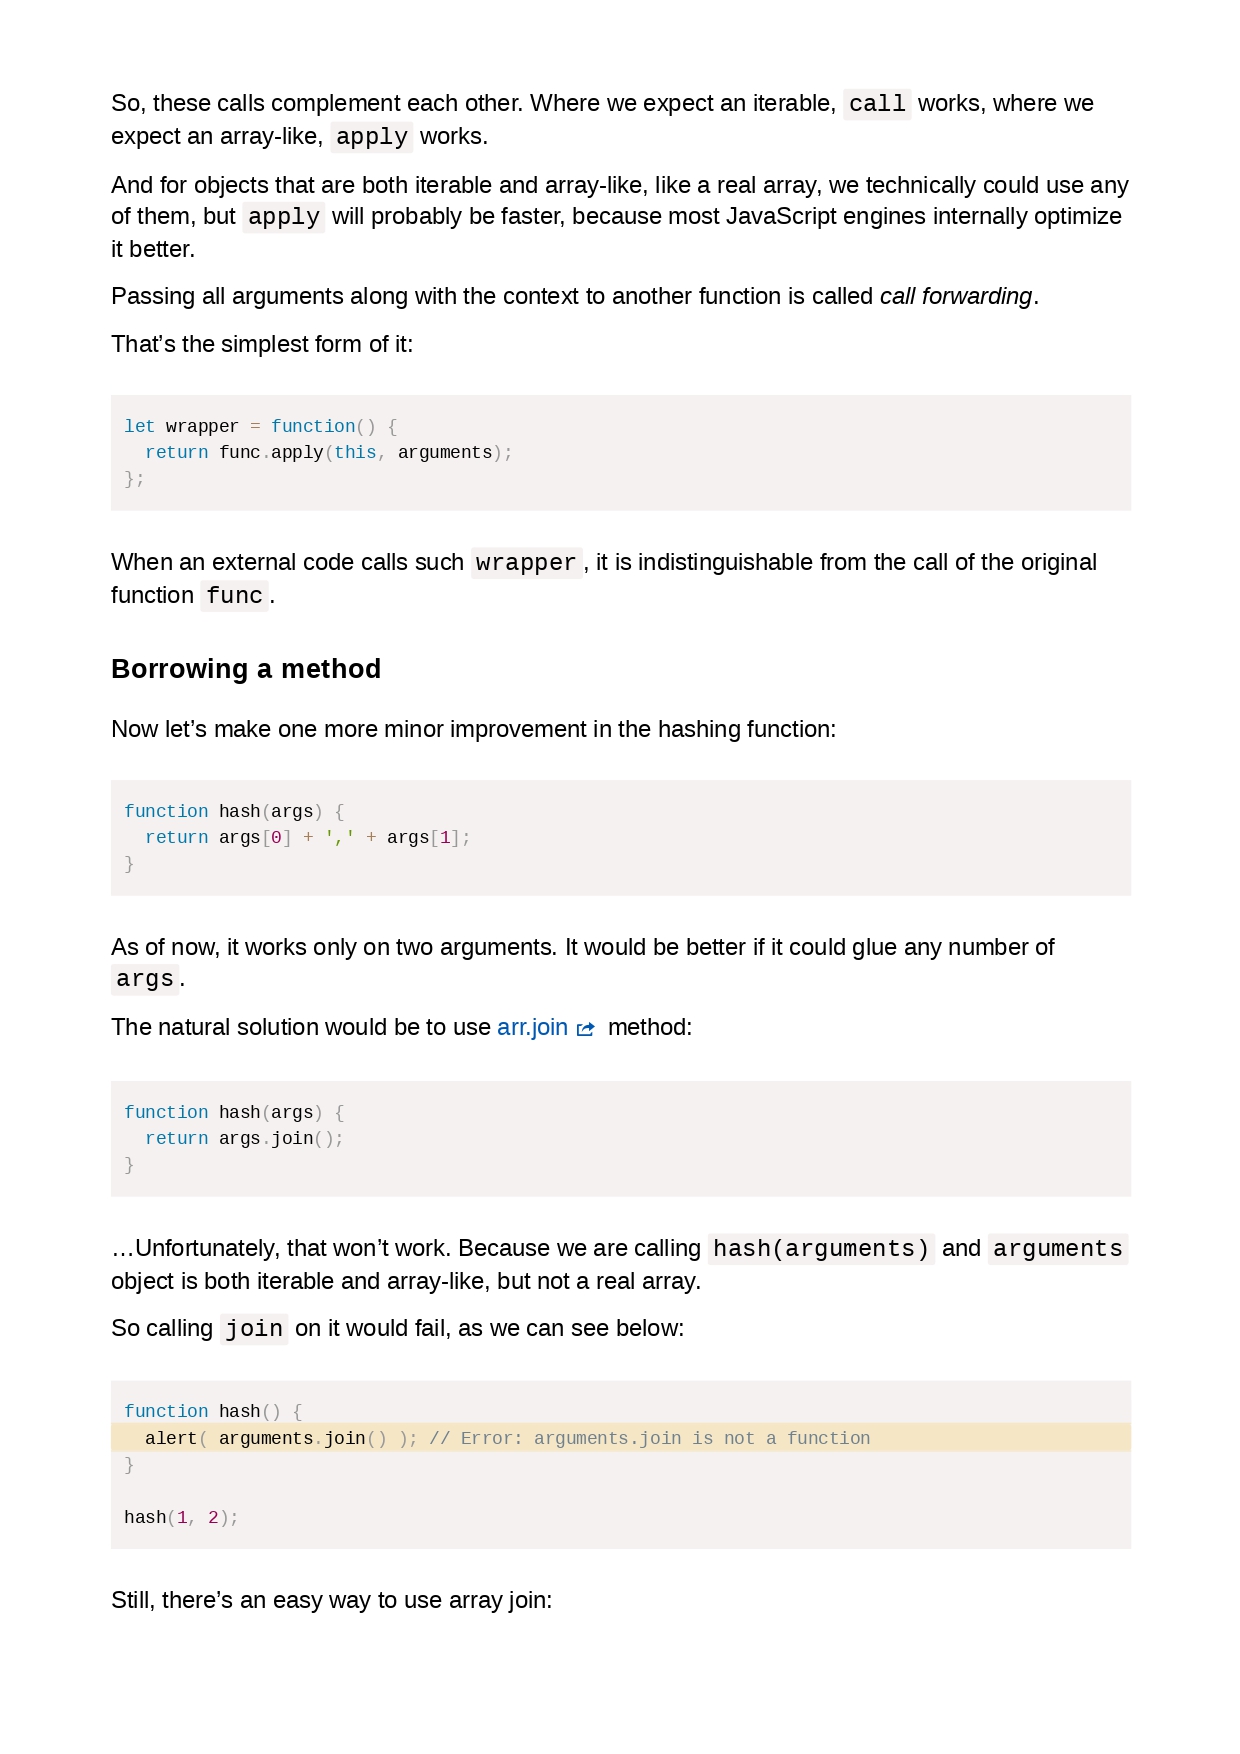 So, these calls complement each other. Where we expect an iterable, call works, where we
expect an array-like, apply works.
And for objects that are both iterable and array-like, like a real array, we technically could use any
of them, but apply will probably be faster, because most JavaScript engines internally optimize
it better.
Passing all arguments along with the context to another function is called call forwarding.
That’s the simplest form of it:
let wrapper = function() {
  return func.apply(this, arguments);
};
When an external code calls such wrapper, it is indistinguishable from the call of the original
function func.
Borrowing a method
Now let’s make one more minor improvement in the hashing function:
function hash(args) {
  return args[0] + ',' + args[1];
}
As of now, it works only on two arguments. It would be better if it could glue any number of
args.
The natural solution would be to use arr.join method:
function hash(args) {
  return args.join();
}
…Unfortunately, that won’t work. Because we are calling hash(arguments) and arguments
object is both iterable and array-like, but not a real array.
So calling join on it would fail, as we can see below:
function hash() {
  alert( arguments.join() ); // Error: arguments.join is not a function
}
hash(1, 2);
Still, there’s an easy way to use array join: